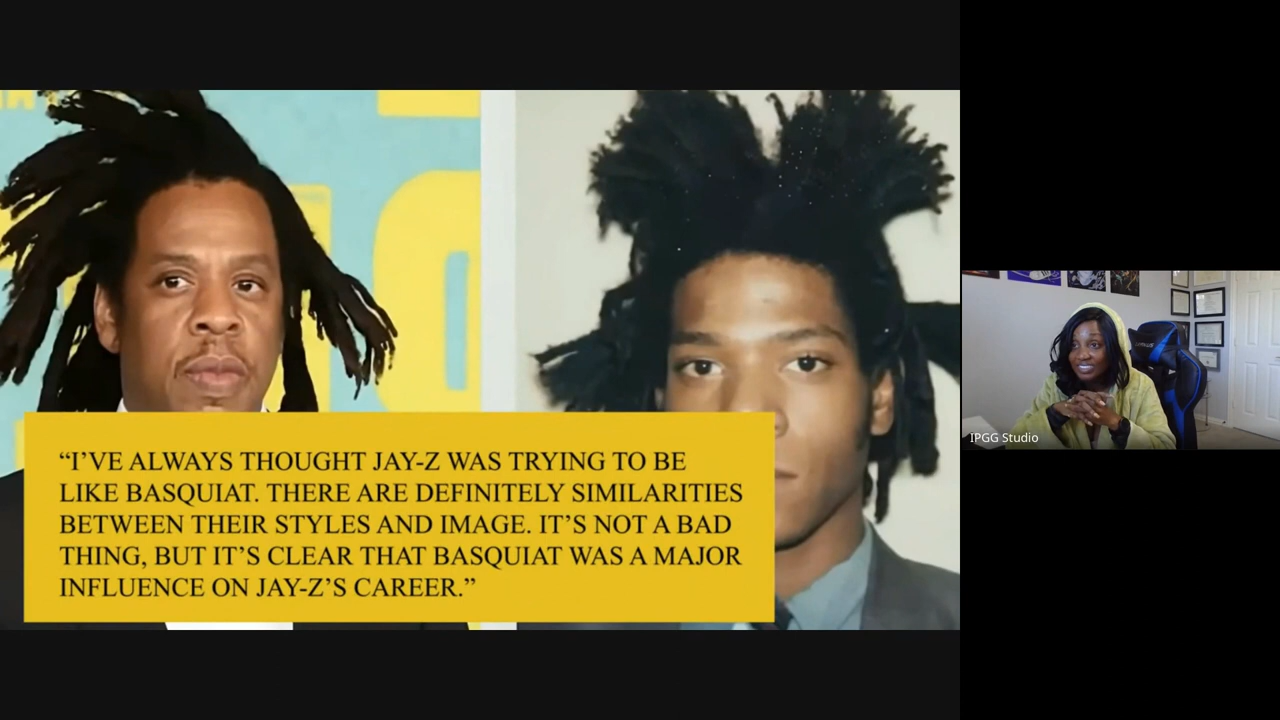 “I’VE ALWAYS THOUGHT JAY-Z WAS TRYING TO BE
LIKE BASQUIAT. THERE ARE DEFINITELY SIMILARITIES
BETWEEN THEIR STYLES AND IMAGE. IT’S NOT A BAD
THING, BUT IT’S CLEAR THAT BASQUIAT WAS A MAJOR
INFLUENCE ON JAY-Z’S CAREER.”
IPGG Studio